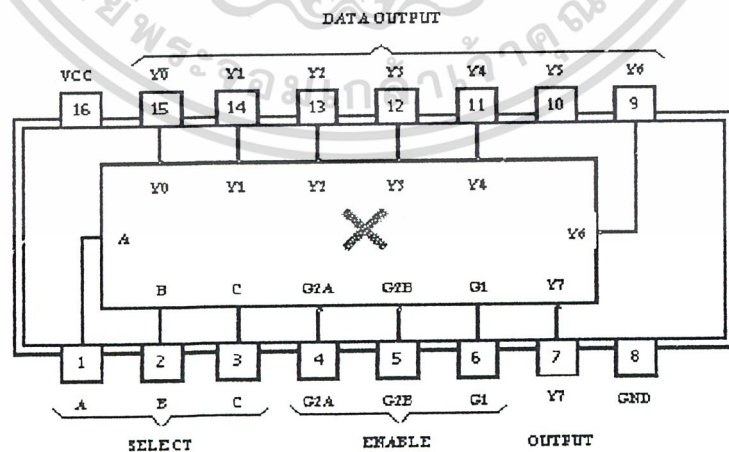 DATA OUTPUT
VCC Y0 Y1 Y2 Y3 Y4 Y5 Y6
16 15 14 13 12 11 10 9
Y0 Y1 Y2 Y3 Y4
A Y6
B C G2A G2B G1 Y7
1 2 3 4 5 6 7 8
A B C G2A G2B G1 Y7 GND
SELECT ENABLE OUTPUT